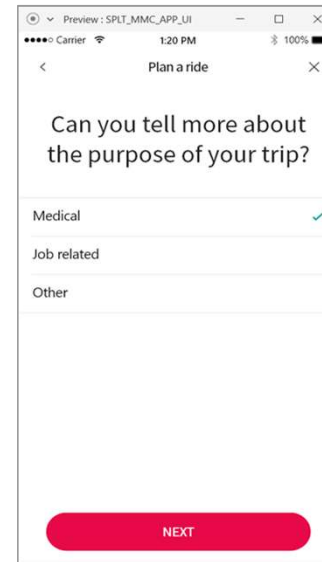 Preview : SPLT_MMC_APP_UI
Carrier 1:20 PM 100%
Plan a ride
Can you tell more about
the purpose of your trip?
Medical
Job related
Other
NEXT